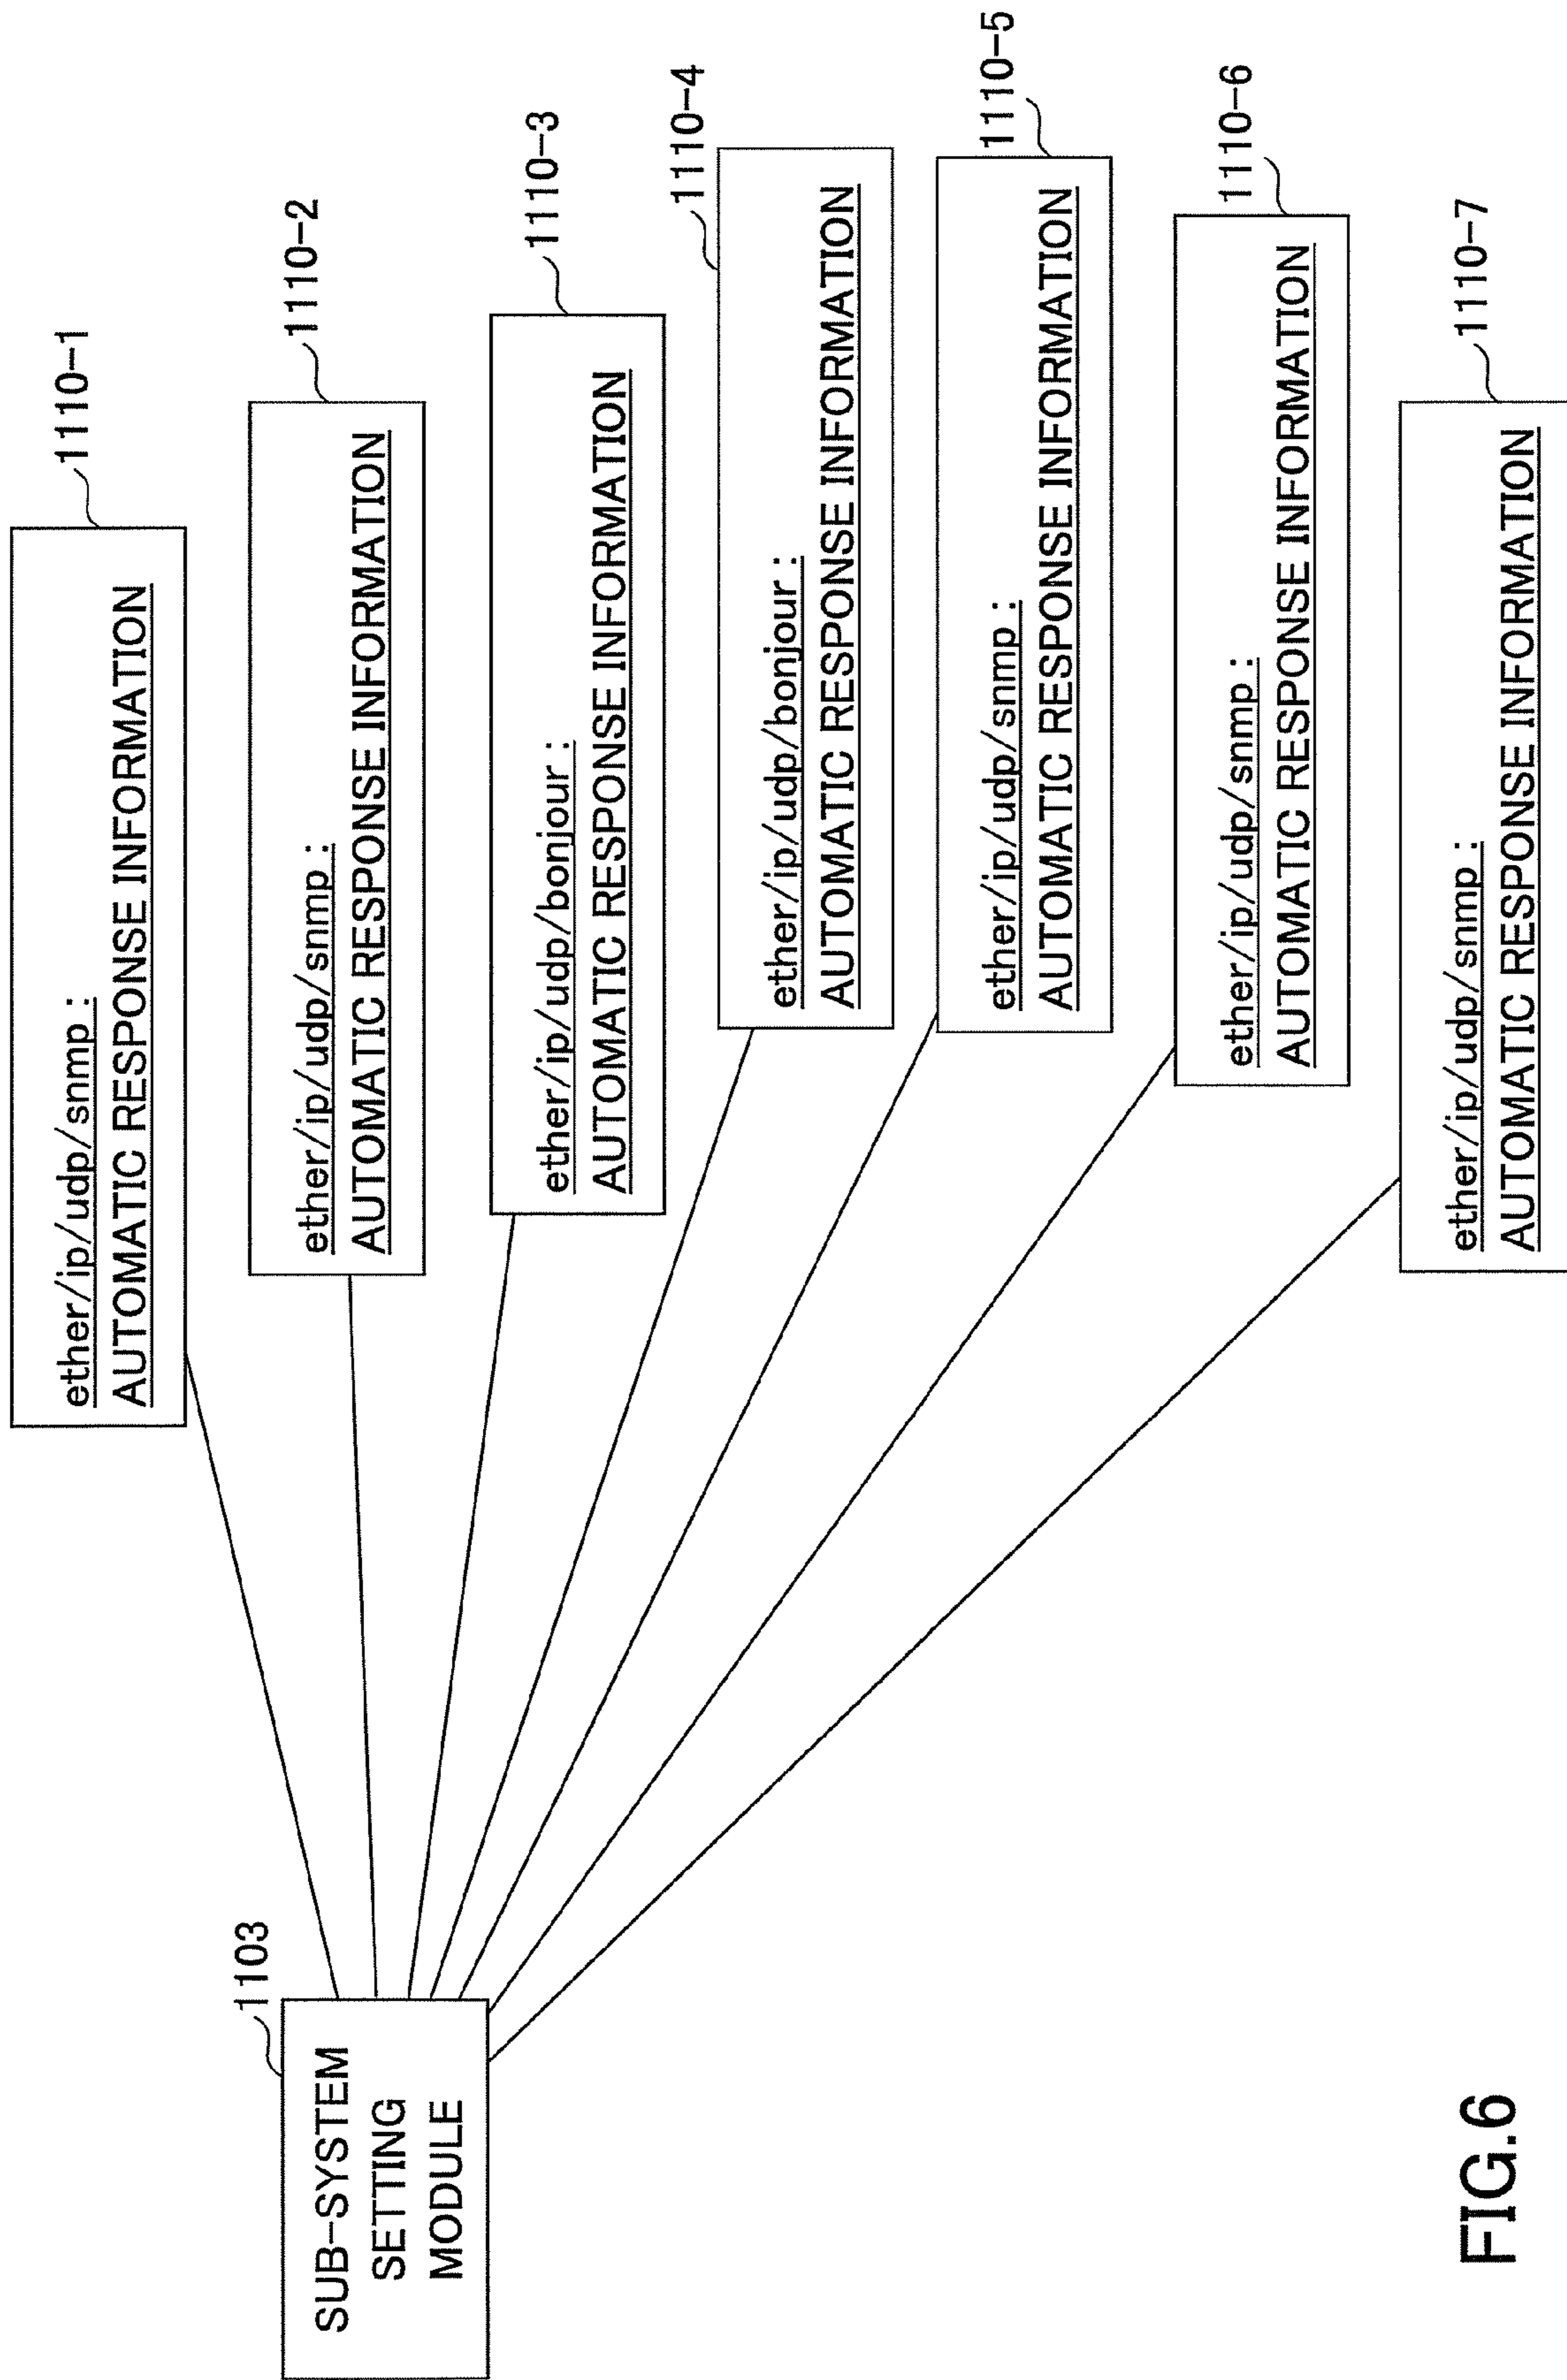 1110-1
ether/ip/udp/snmp :
AUTOMATIC RESPONSE INFORMATION
1110-2
ether/ip/udp/snmp :
AUTOMATIC RESPONSE INFORMATION
1110-3
ether/ip/udp/bonjour :
AUTOMATIC RESPONSE INFORMATION
1110-4
ether/ip/udp/bonjour :
AUTOMATIC RESPONSE INFORMATION
1110-5
ether/ip/udp/snmp :
AUTOMATIC RESPONSE INFORMATION
1110-6
ether/ip/udp/snmp :
AUTOMATIC RESPONSE INFORMATION
1110-7
ether/ip/udp/snmp :
AUTOMATIC RESPONSE INFORMATION
1103
SUB-SYSTEM
SETTING
MODULE
FIG.6